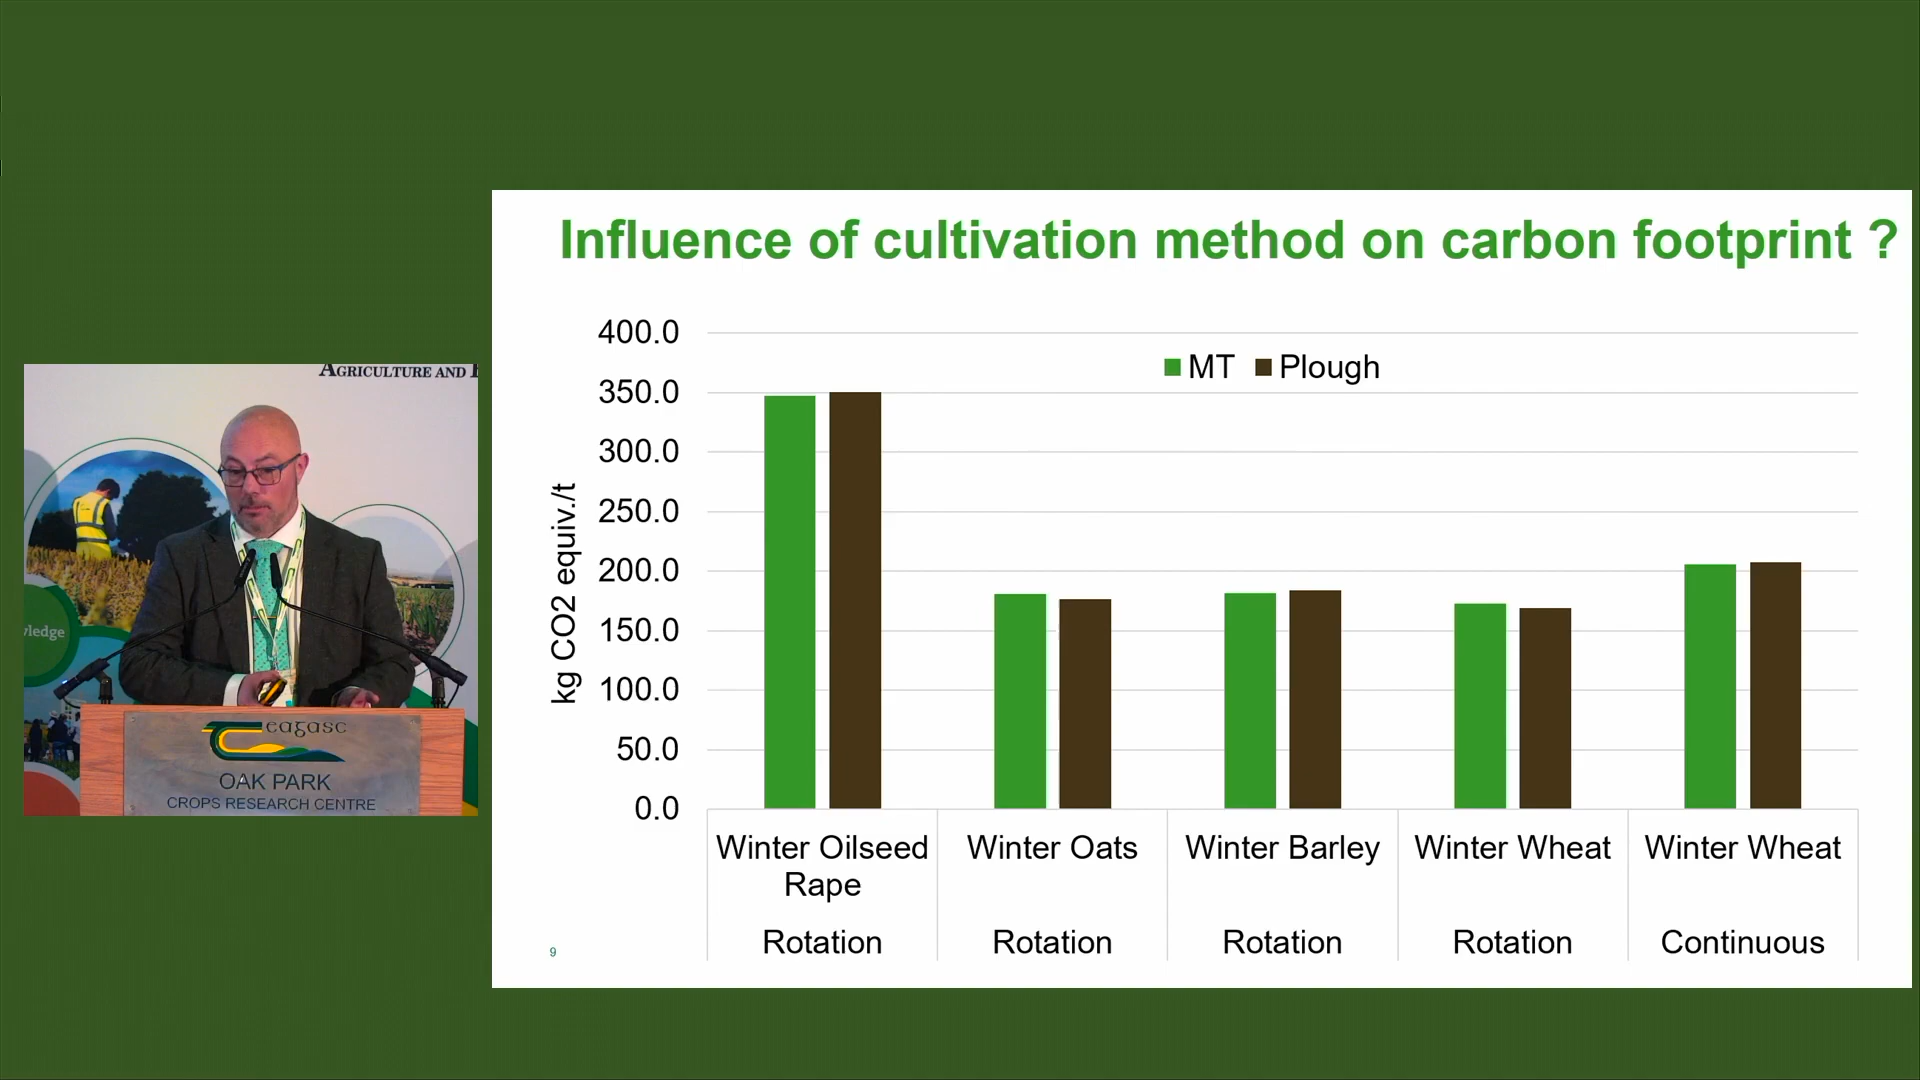 Influence of cultivation method on carbon footprint ?
400.0
350.0
300.0
250.0
200.0
150.0
100.0
50.0
0.0
kg CO2 equiv./t
MT Plough
Winter Oilseed Rape
Winter Oats
Winter Barley
Winter Wheat
Winter Wheat
Rotation
Rotation
Rotation
Rotation
Continuous
9
AGRICULTURE AND
eagasc
OAK PARK
CROPS RESEARCH CENTRE